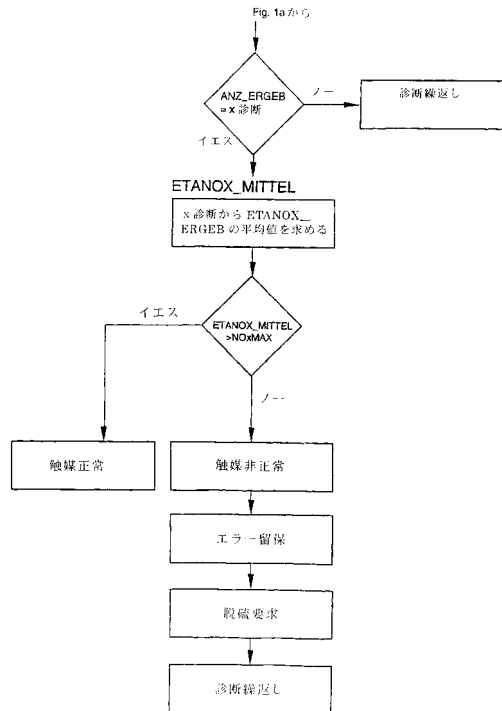 Fig. 1aから
ANZ_ERGEB
= x 診断
ノー
診断繰返し
イエス
ETANOX_MITTEL
x 診断から ETANOX_
ERGEB の平均値を求める
イエス
ETANOX_MITTEL
>NOxMAX
ノー
触媒正常
触媒非正常
エラー留保
脱硫要求
診断繰返し